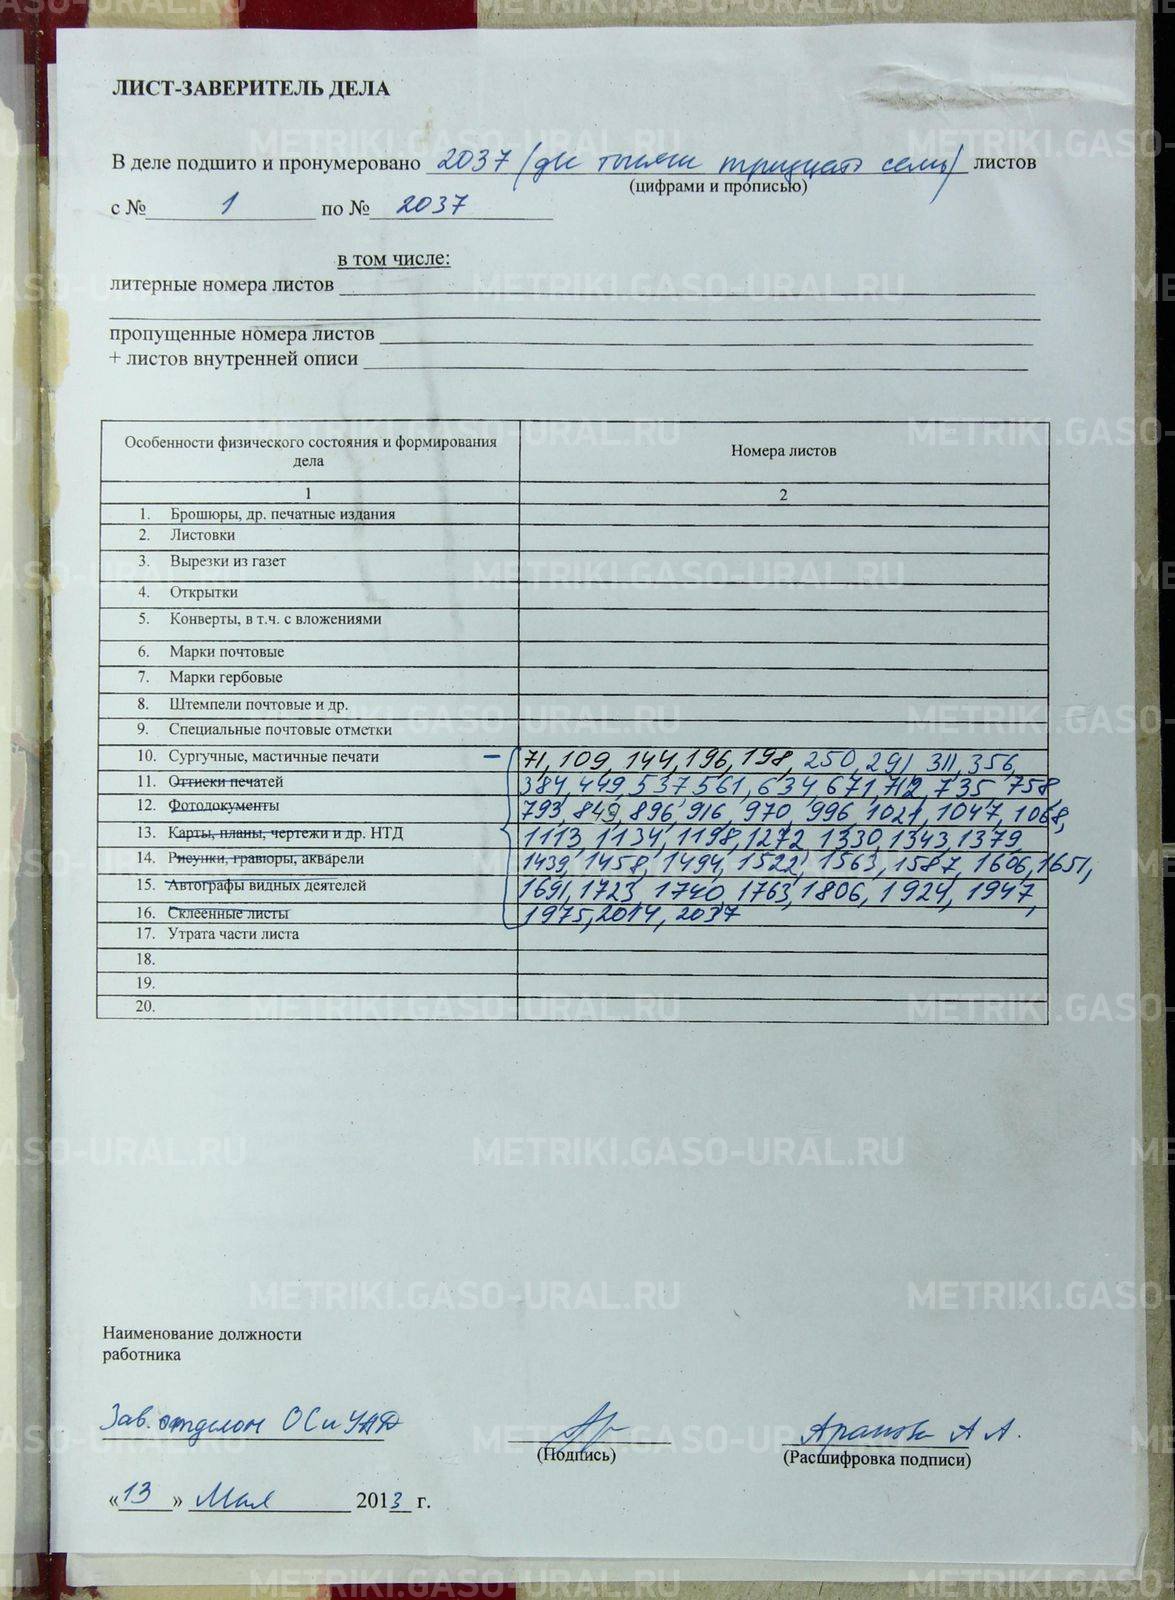 ЛИСТ-ЗАВЕРИТЕЛЬ ДЕЛА
В деле подшито и пронумеровано 2037 (две тысячи тридцать семь) листов
(цифрами и прописью)
с № 1 по № 2037
в том числе:
литерные номера листов
пропущенные номера листов
+ листов внутренней описи
Особенности физического состояния и формирования дела
Номера листов
1 2
1. Брошюры, др. печатные издания
2. Листовки
3. Вырезки из газет
4. Открытки
5. Конверты, в т.ч. с вложениями
6. Марки почтовые
7. Марки гербовые
8. Штемпели почтовые и др.
9. Специальные почтовые отметки
10. Сургучные, мастичные печати – 71, 109, 144, 196, 198, 250, 291, 311, 356,
11. Оттиски печатей 384, 449, 537, 561, 634, 671, 712, 735, 758,
12. Фотодокументы 793, 849, 896, 916, 970, 996, 1021, 1047, 1068,
13. Карты, планы, чертежи и др. НТД 1113, 1134, 1198, 1272, 1330, 1343, 1379,
14. Рисунки, гравюры, акварели 1439, 1458, 1494, 1522, 1563, 1587, 1606, 1651,
15. Автографы видных деятелей 1691, 1723, 1740, 1763, 1806, 1924, 1947,
16. Склеенные листы 1975, 2014, 2037
17. Утрата части листа
18.
19.
20.
Наименование должности
работника
Зав. отделом ОСиУАД
(Подпись) (Расшифровка подписи)
А. А.
«13» Мая 2013 г.
METRIKI.GASO-URAL.RU